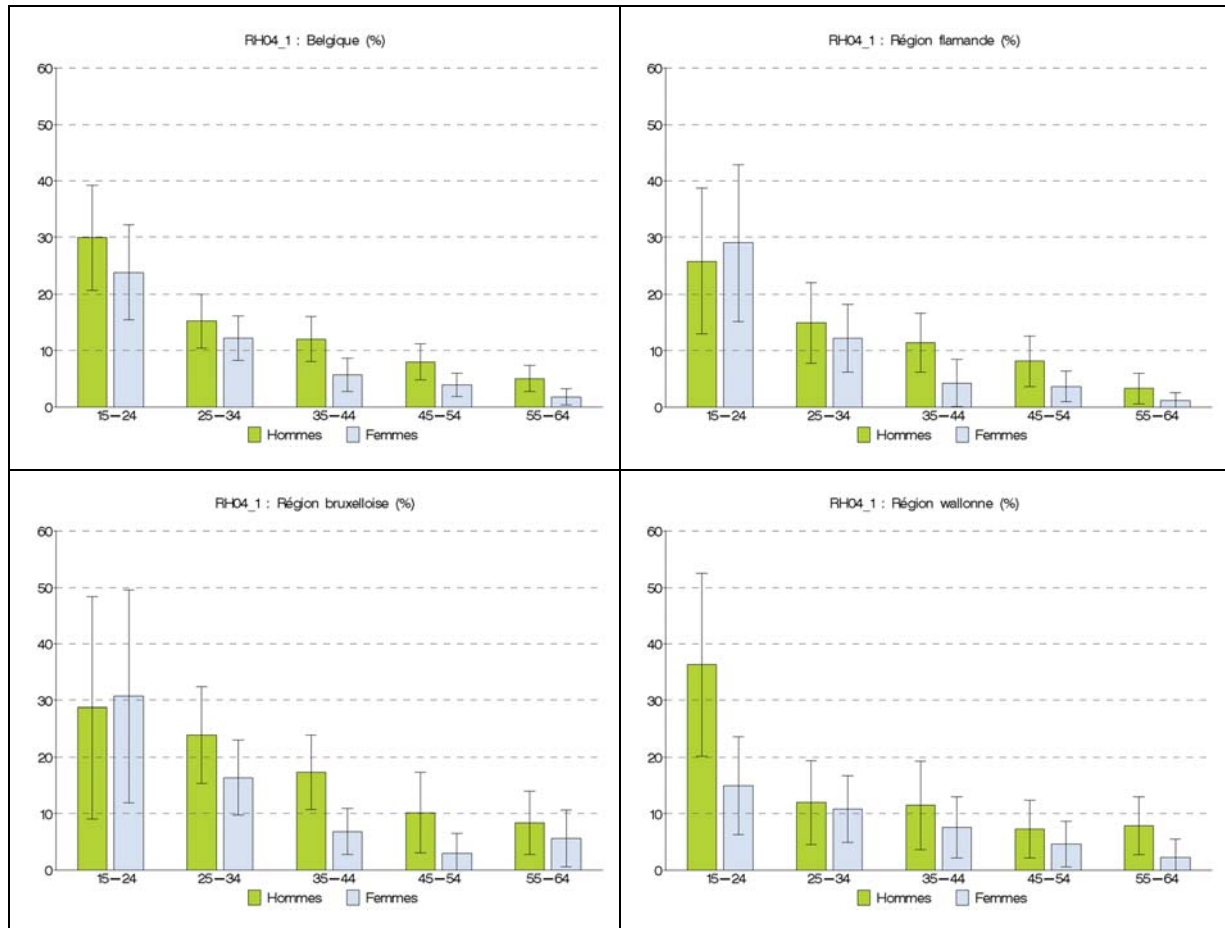 RH04_1 : Belgique (%)
60
50
40
30
20
10
0
15–24 25–34 35–44 45–54 55–64
Hommes Femmes
RH04_1 : Région flamande (%)
60
50
40
30
20
10
0
15–24 25–34 35–44 45–54 55–64
Hommes Femmes
RH04_1 : Région bruxelloise (%)
60
50
40
30
20
10
0
15–24 25–34 35–44 45–54 55–64
Hommes Femmes
RH04_1 : Région wallonne (%)
60
50
40
30
20
10
0
15–24 25–34 35–44 45–54 55–64
Hommes Femmes